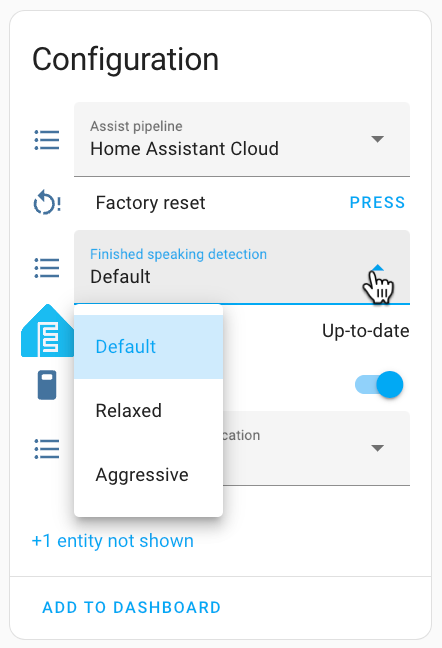 Configuration
Assist pipeline
Home Assistant Cloud
Factory reset
PRESS
Finished speaking detection
Default
Up-to-date
Default
Relaxed
Aggressive
+1 entity not shown
ADD TO DASHBOARD